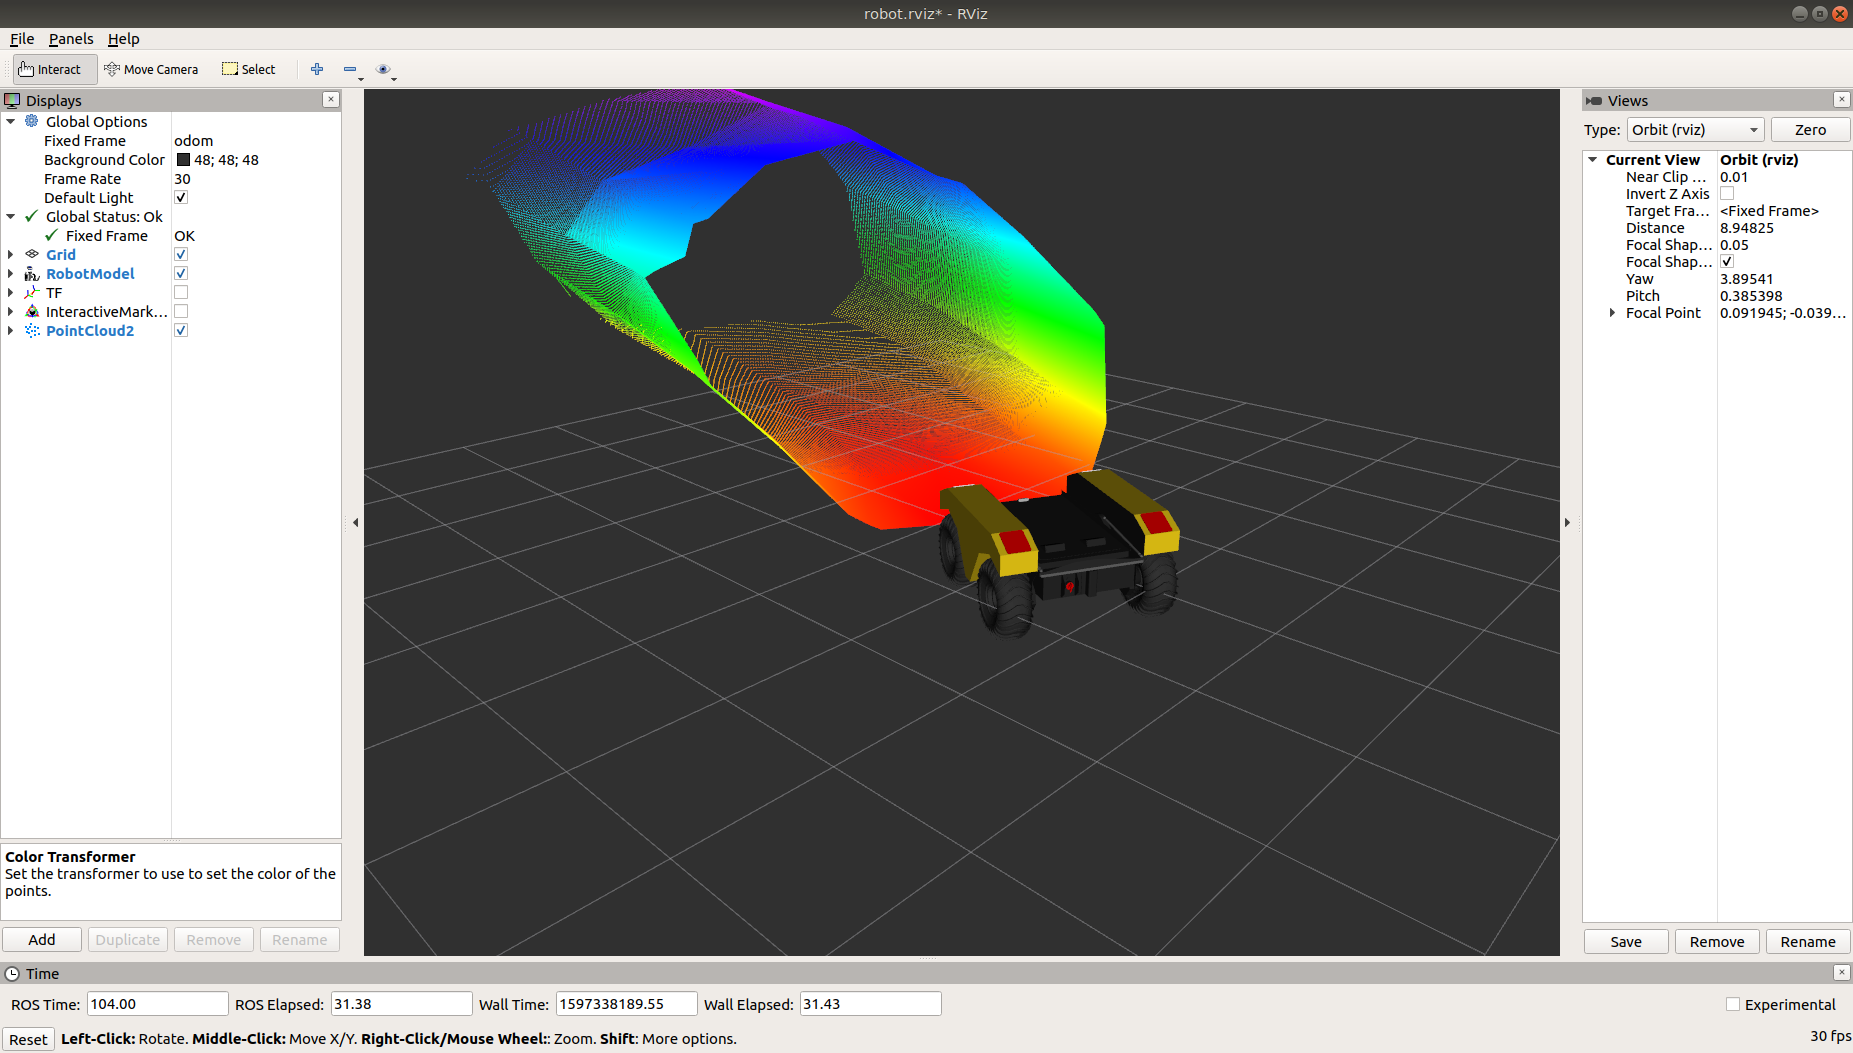 robot.rviz* - RViz
File Panels Help
Interact Move Camera Select
Displays
Global Options
Fixed Frame odom
Background Color 48; 48; 48
Frame Rate 30
Default Light
Global Status: Ok
Fixed Frame OK
Grid
RobotModel
TF
InteractiveMark...
PointCloud2
Color Transformer
Set the transformer to use to set the color of the
points.
Add Duplicate Remove Rename
Views
Type: Orbit (rviz) Zero
Current View Orbit (rviz)
Near Clip ... 0.01
Invert Z Axis
Target Fra... <Fixed Frame>
Distance 8.94825
Focal Shap... 0.05
Focal Shap...
Yaw 3.89541
Pitch 0.385398
Focal Point 0.091945; -0.039...
Save Remove Rename
Time
ROS Time: 104.00 ROS Elapsed: 31.38 Wall Time: 1597338189.55 Wall Elapsed: 31.43 Experimental
Reset Left-Click: Rotate. Middle-Click: Move X/Y. Right-Click/Mouse Wheel:: Zoom. Shift: More options. 30 fps